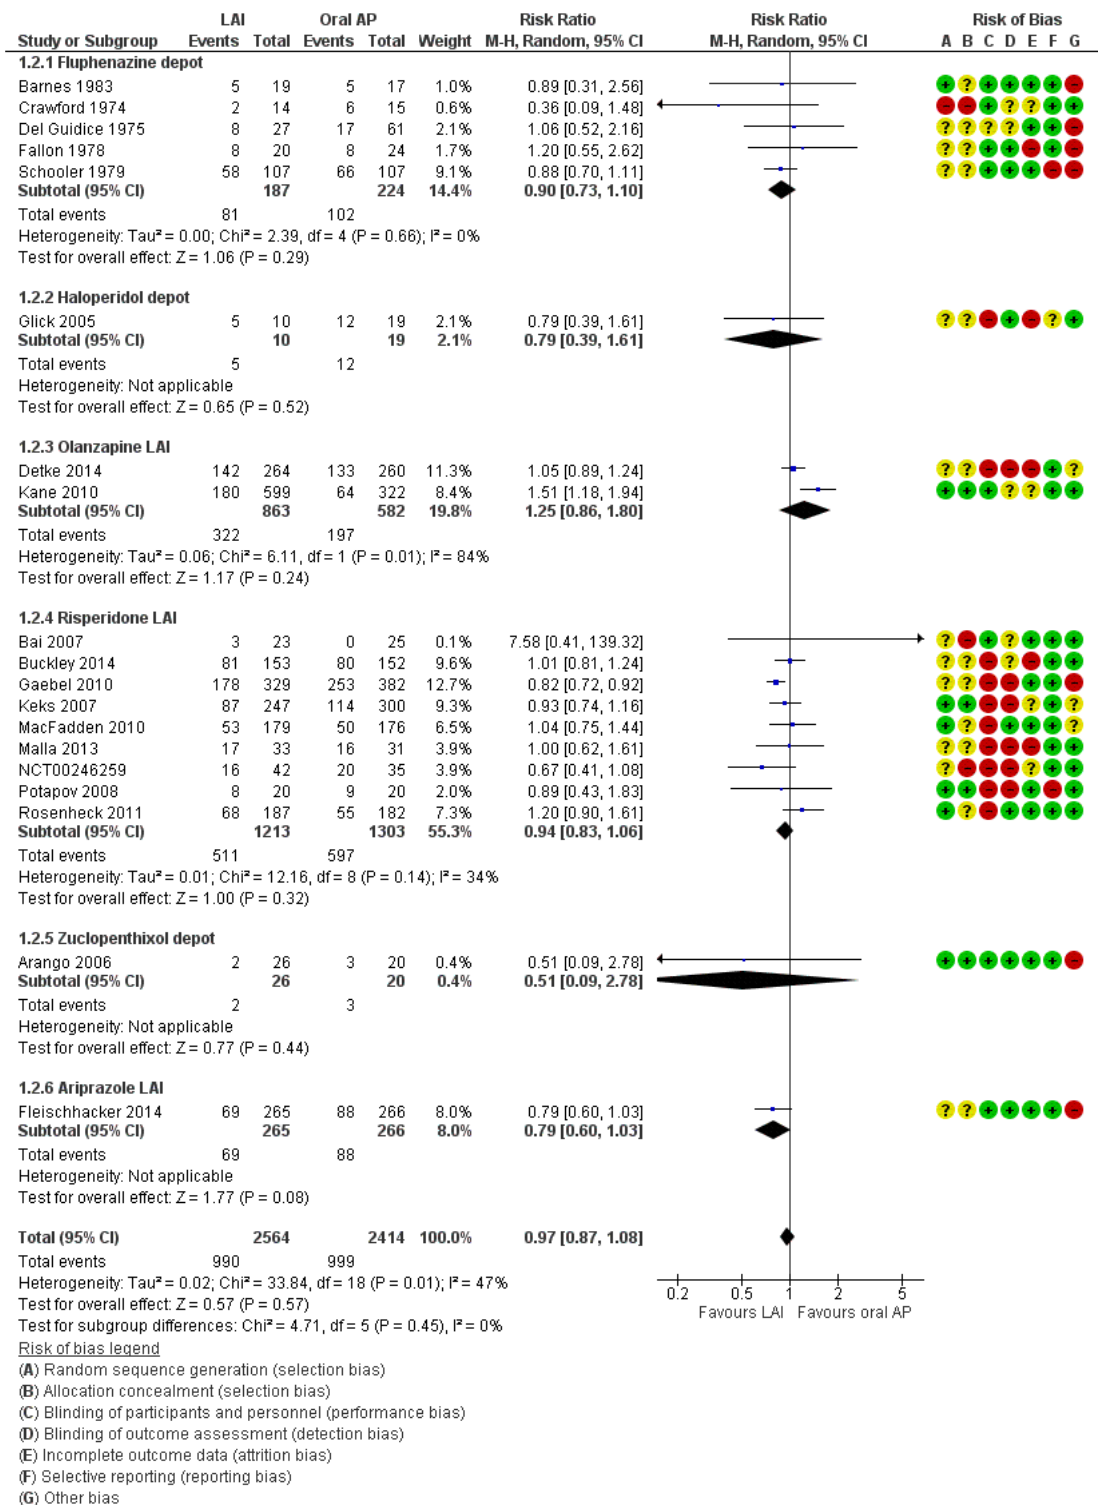 LAI Oral AP Risk Ratio Risk Ratio Risk of Bias
Study or Subgroup Events Total Events Total Weight M-H, Random, 95% CI M-H, Random, 95% CI A B C D E F G
1.2.1 Fluphenazine depot
Barnes 1983 5 19 5 17 1.0% 0.89 [0.31, 2.56] + ? + + + + -
Crawford 1974 2 14 6 15 0.6% 0.36 [0.09, 1.48] - - + ? ? + +
Del Guidice 1975 8 27 17 61 2.1% 1.06 [0.52, 2.16] ? ? ? ? + + -
Fallon 1978 8 20 8 24 1.7% 1.20 [0.55, 2.62] ? ? + + - + -
Schooler 1979 58 107 66 107 9.1% 0.88 [0.70, 1.11] ? ? + + + - -
Subtotal (95% CI) 187 224 14.4% 0.90 [0.73, 1.10]
Total events 81 102
Heterogeneity: Tau² = 0.00; Chi² = 2.39, df = 4 (P = 0.66); I² = 0%
Test for overall effect: Z = 1.06 (P = 0.29)
1.2.2 Haloperidol depot
Glick 2005 5 10 12 19 2.1% 0.79 [0.39, 1.61] ? ? - + - ? +
Subtotal (95% CI) 10 19 2.1% 0.79 [0.39, 1.61]
Total events 5 12
Heterogeneity: Not applicable
Test for overall effect: Z = 0.65 (P = 0.52)
1.2.3 Olanzapine LAI
Detke 2014 142 264 133 260 11.3% 1.05 [0.89, 1.24] ? ? - - - + ?
Kane 2010 180 599 64 322 8.4% 1.51 [1.18, 1.94] + + + ? ? + +
Subtotal (95% CI) 863 582 19.8% 1.25 [0.86, 1.80]
Total events 322 197
Heterogeneity: Tau² = 0.06; Chi² = 6.11, df = 1 (P = 0.01); I² = 84%
Test for overall effect: Z = 1.17 (P = 0.24)
1.2.4 Risperidone LAI
Bai 2007 3 23 0 25 0.1% 7.58 [0.41, 139.32] ? - + ? + + +
Buckley 2014 81 153 80 152 9.6% 1.01 [0.81, 1.24] ? ? - ? - + +
Gaebel 2010 178 329 253 382 12.7% 0.82 [0.72, 0.92] ? ? - - + + -
Keks 2007 87 247 114 300 9.3% 0.93 [0.74, 1.16] + + - - ? + ?
MacFadden 2010 53 179 50 176 6.5% 1.04 [0.75, 1.44] + ? - + + + ?
Malla 2013 17 33 16 31 3.9% 1.00 [0.62, 1.61] ? ? - - - + +
NCT00246259 16 42 20 35 3.9% 0.67 [0.41, 1.08] ? - - - ? + +
Potapov 2008 8 20 9 20 2.0% 0.89 [0.43, 1.83] + + - - + - +
Rosenheck 2011 68 187 55 182 7.3% 1.20 [0.90, 1.61] + ? - + + + +
Subtotal (95% CI) 1213 1303 55.3% 0.94 [0.83, 1.06]
Total events 511 597
Heterogeneity: Tau² = 0.01; Chi² = 12.16, df = 8 (P = 0.14); I² = 34%
Test for overall effect: Z = 1.00 (P = 0.32)
1.2.5 Zuclopenthixol depot
Arango 2006 2 26 3 20 0.4% 0.51 [0.09, 2.78] + + + + + + -
Subtotal (95% CI) 26 20 0.4% 0.51 [0.09, 2.78]
Total events 2 3
Heterogeneity: Not applicable
Test for overall effect: Z = 0.77 (P = 0.44)
1.2.6 Ariprazole LAI
Fleischhacker 2014 69 265 88 266 8.0% 0.79 [0.60, 1.03] ? ? + + + + -
Subtotal (95% CI) 265 266 8.0% 0.79 [0.60, 1.03]
Total events 69 88
Heterogeneity: Not applicable
Test for overall effect: Z = 1.77 (P = 0.08)
Total (95% CI) 2564 2414 100.0% 0.97 [0.87, 1.08]
Total events 990 999
Heterogeneity: Tau² = 0.02; Chi² = 33.84, df = 18 (P = 0.01); I² = 47%
Test for overall effect: Z = 0.57 (P = 0.57)
Test for subgroup differences: Chi² = 4.71, df = 5 (P = 0.45), I² = 0%
0.2 0.5 1 2 5
Favours LAI Favours oral AP
Risk of bias legend
(A) Random sequence generation (selection bias)
(B) Allocation concealment (selection bias)
(C) Blinding of participants and personnel (performance bias)
(D) Blinding of outcome assessment (detection bias)
(E) Incomplete outcome data (attrition bias)
(F) Selective reporting (reporting bias)
(G) Other bias